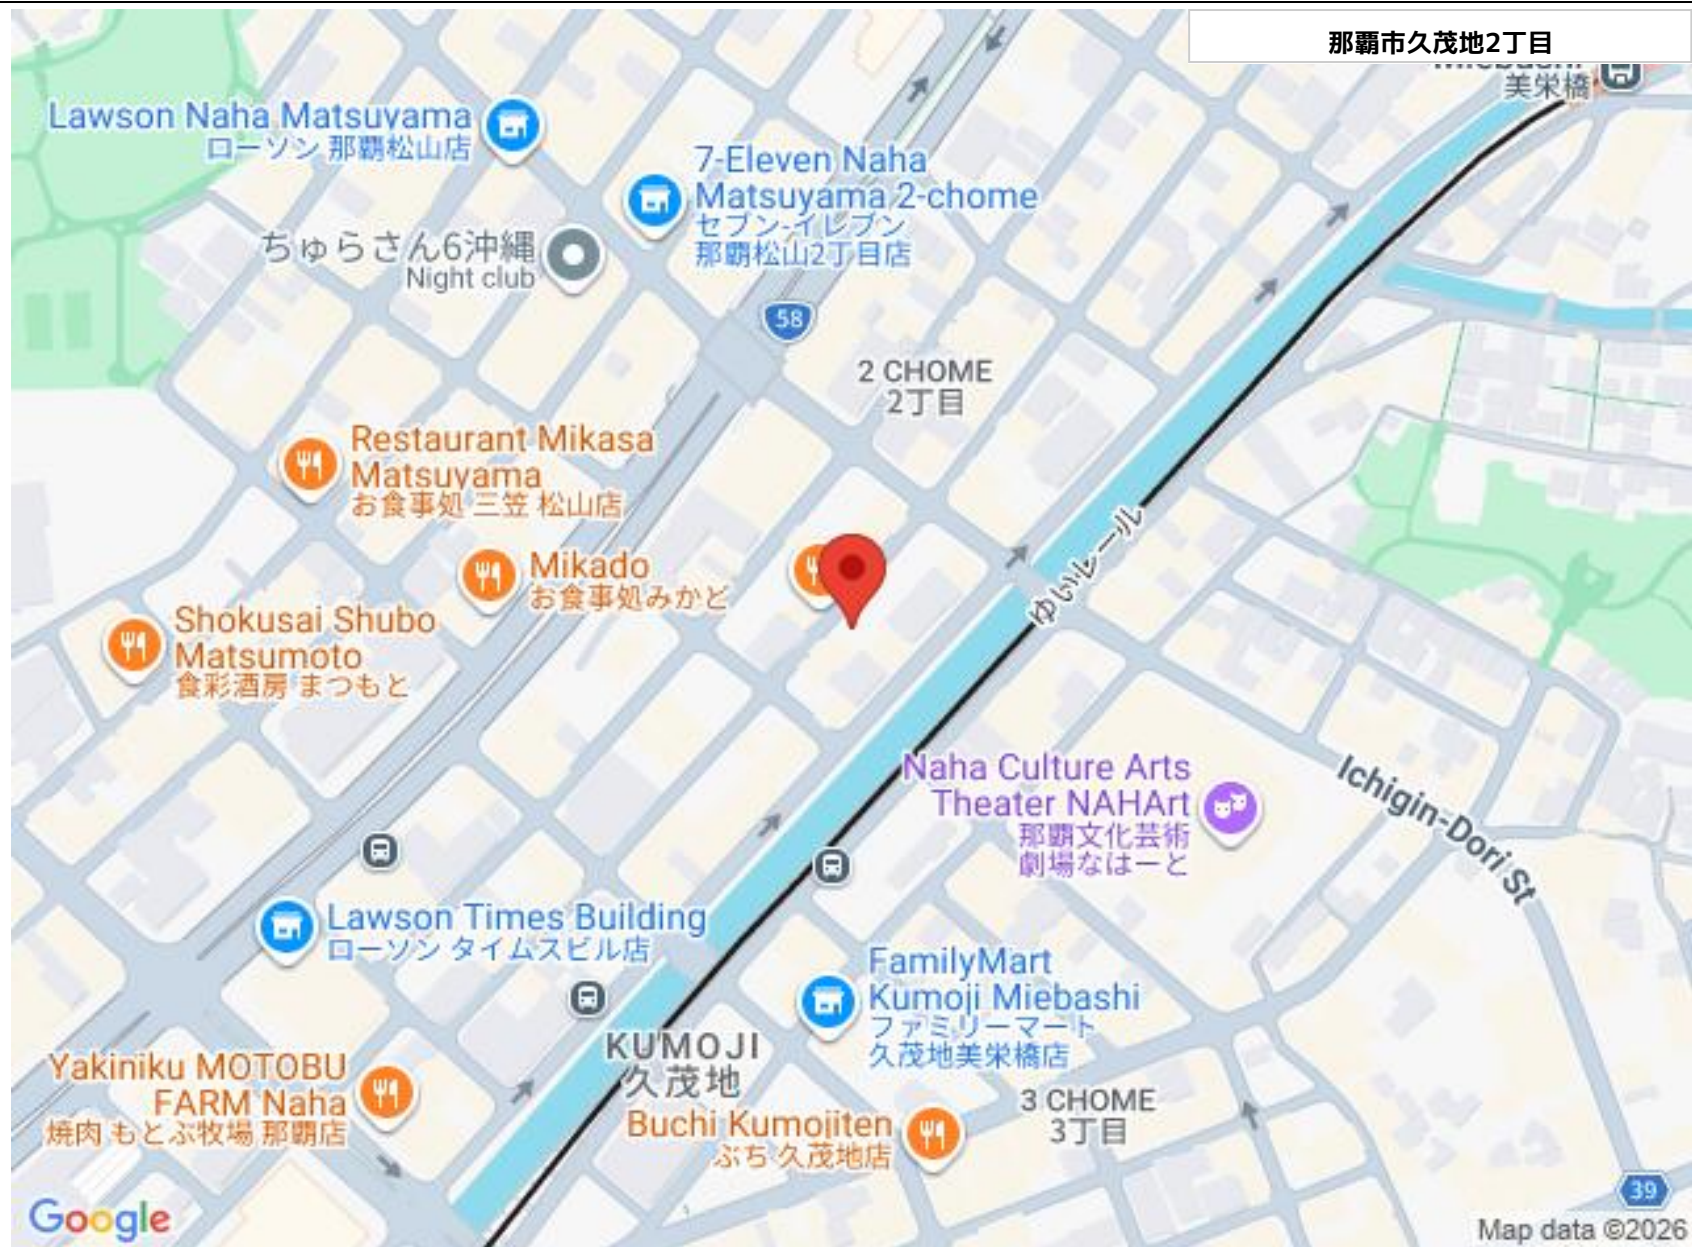 那覇市久茂地2丁目
Miebashi
美栄橋
Lawson Naha Matsuyama
ローソン 那覇松山店
7-Eleven Naha
Matsuyama 2-chome
セブン-イレブン
那覇松山2丁目店
ちゅらさん6沖縄
Night club
58
2 CHOME
2丁目
Restaurant Mikasa
Matsuyama
お食事処 三笠 松山店
Mikado
お食事処みかど
ゆいレール
Shokusai Shubo
Matsumoto
食彩酒房 まつもと
Naha Culture Arts
Theater NAHArt
那覇文化芸術
劇場なはーと
Ichigin-Dori St
Lawson Times Building
ローソン タイムスビル店
FamilyMart
Kumoji Miebashi
ファミリーマート
久茂地美栄橋店
KUMOJI
久茂地
Yakiniku MOTOBU
FARM Naha
焼肉 もとぶ牧場 那覇店
Buchi Kumojiten
ぶち 久茂地店
3 CHOME
3丁目
39
Google
Map data ©2026